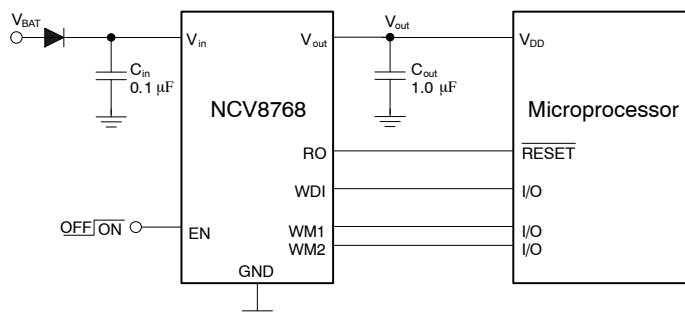 V_BAT
V_in
V_out
V_out
V_DD
C_in
0.1 μF
C_out
1.0 μF
NCV8768
Microprocessor
RO
RESET
WDI
I/O
OFF ON
EN
WM1
I/O
WM2
I/O
GND